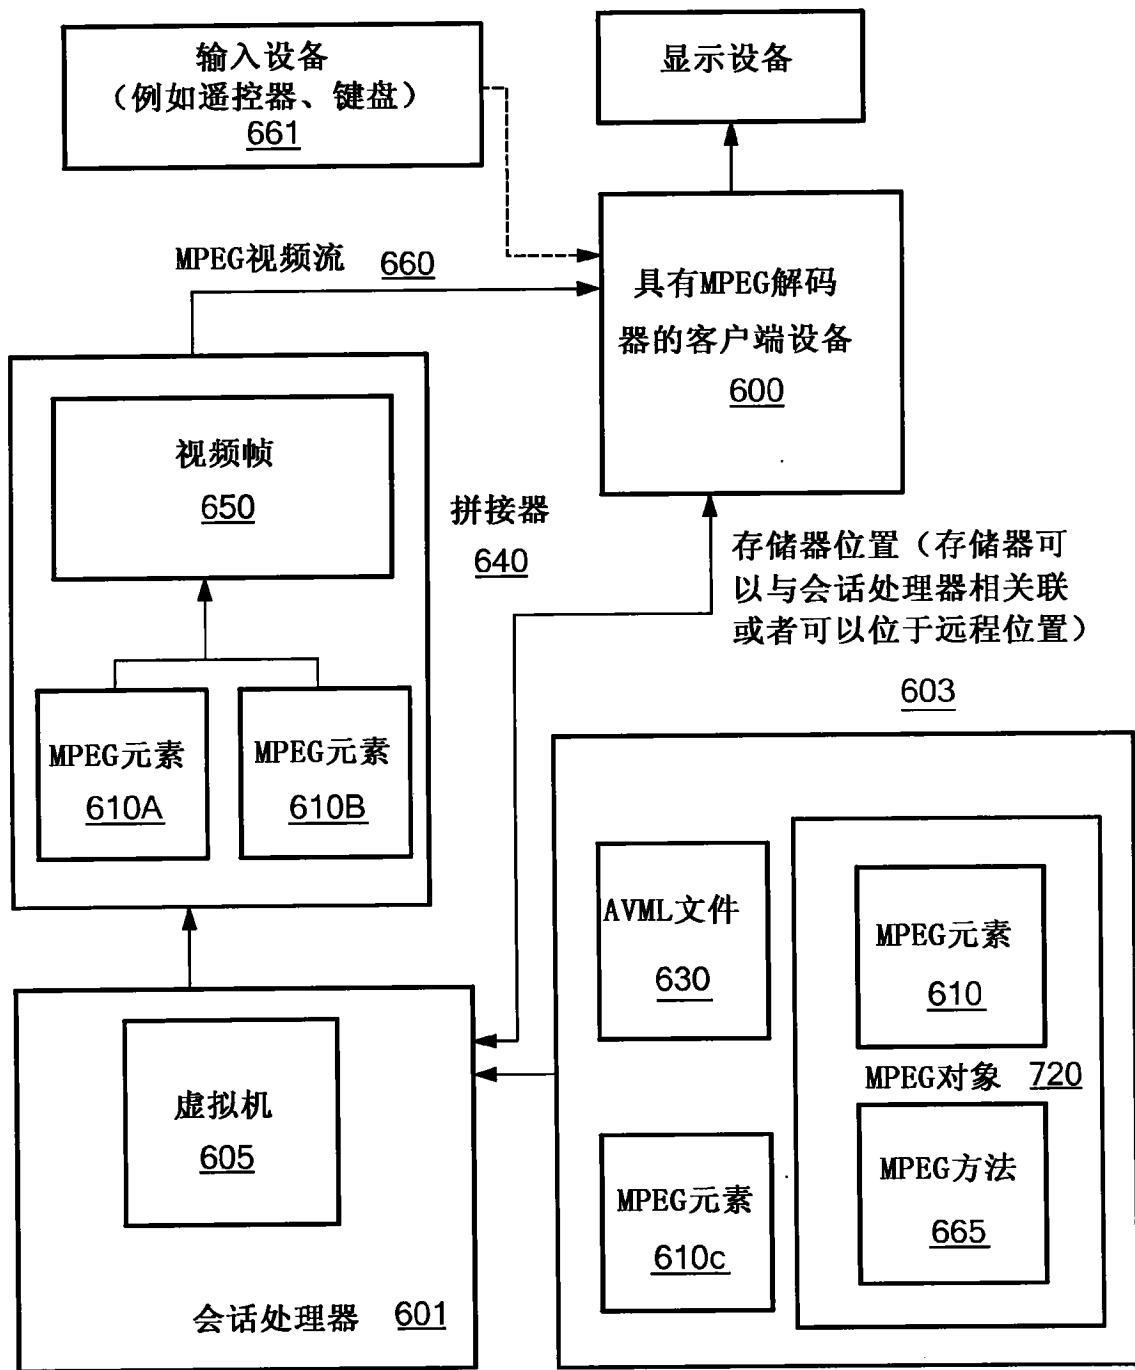 输入设备
（例如遥控器、键盘）
661
显示设备
MPEG视频流 660
具有MPEG解码
器的客户端设备
600
视频帧
650
拼接器
640
存储器位置（存储器可
以与会话处理器相关联
或者可以位于远程位置）
603
MPEG元素
610A
MPEG元素
610B
AVML文件
630
MPEG元素
610
MPEG对象 720
MPEG方法
665
MPEG元素
610c
虚拟机
605
会话处理器 601